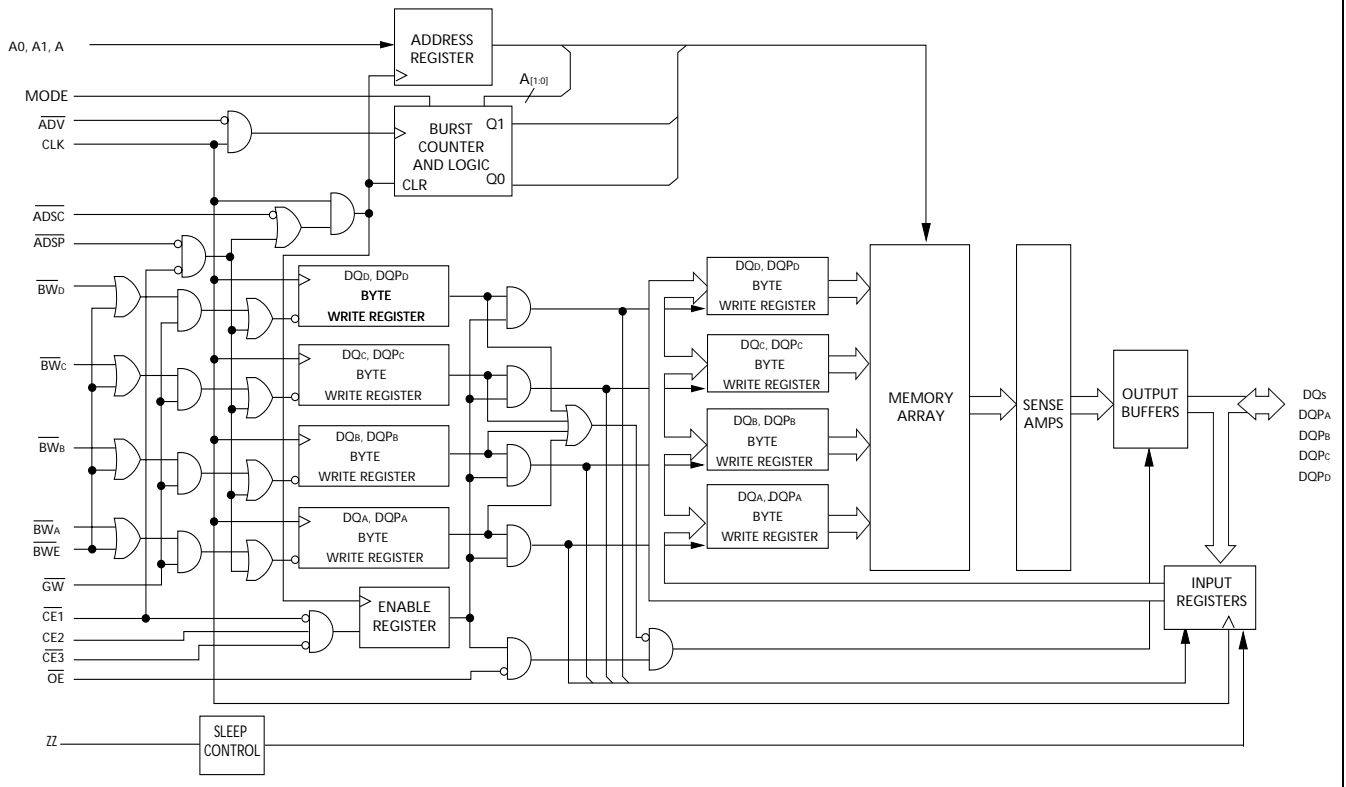 A0, A1, A
ADDRESS
REGISTER
A[1:0]
MODE
ADV
CLK
BURST
COUNTER
AND LOGIC
CLR
Q1
Q0
ADSC
ADSP
BWD
BWC
BWB
BWA
BWE
GW
CE1
CE2
CE3
OE
ZZ
DQD, DQPD
BYTE
WRITE REGISTER
DQC, DQPC
BYTE
WRITE REGISTER
DQB, DQPB
BYTE
WRITE REGISTER
DQA, DQPA
BYTE
WRITE REGISTER
ENABLE
REGISTER
SLEEP
CONTROL
DQD, DQPD
BYTE
WRITE REGISTER
DQC, DQPC
BYTE
WRITE REGISTER
DQB, DQPB
BYTE
WRITE REGISTER
DQA, DQPA
BYTE
WRITE REGISTER
MEMORY
ARRAY
SENSE
AMPS
OUTPUT
BUFFERS
INPUT
REGISTERS
DQs
DQPA
DQPB
DQPC
DQPD